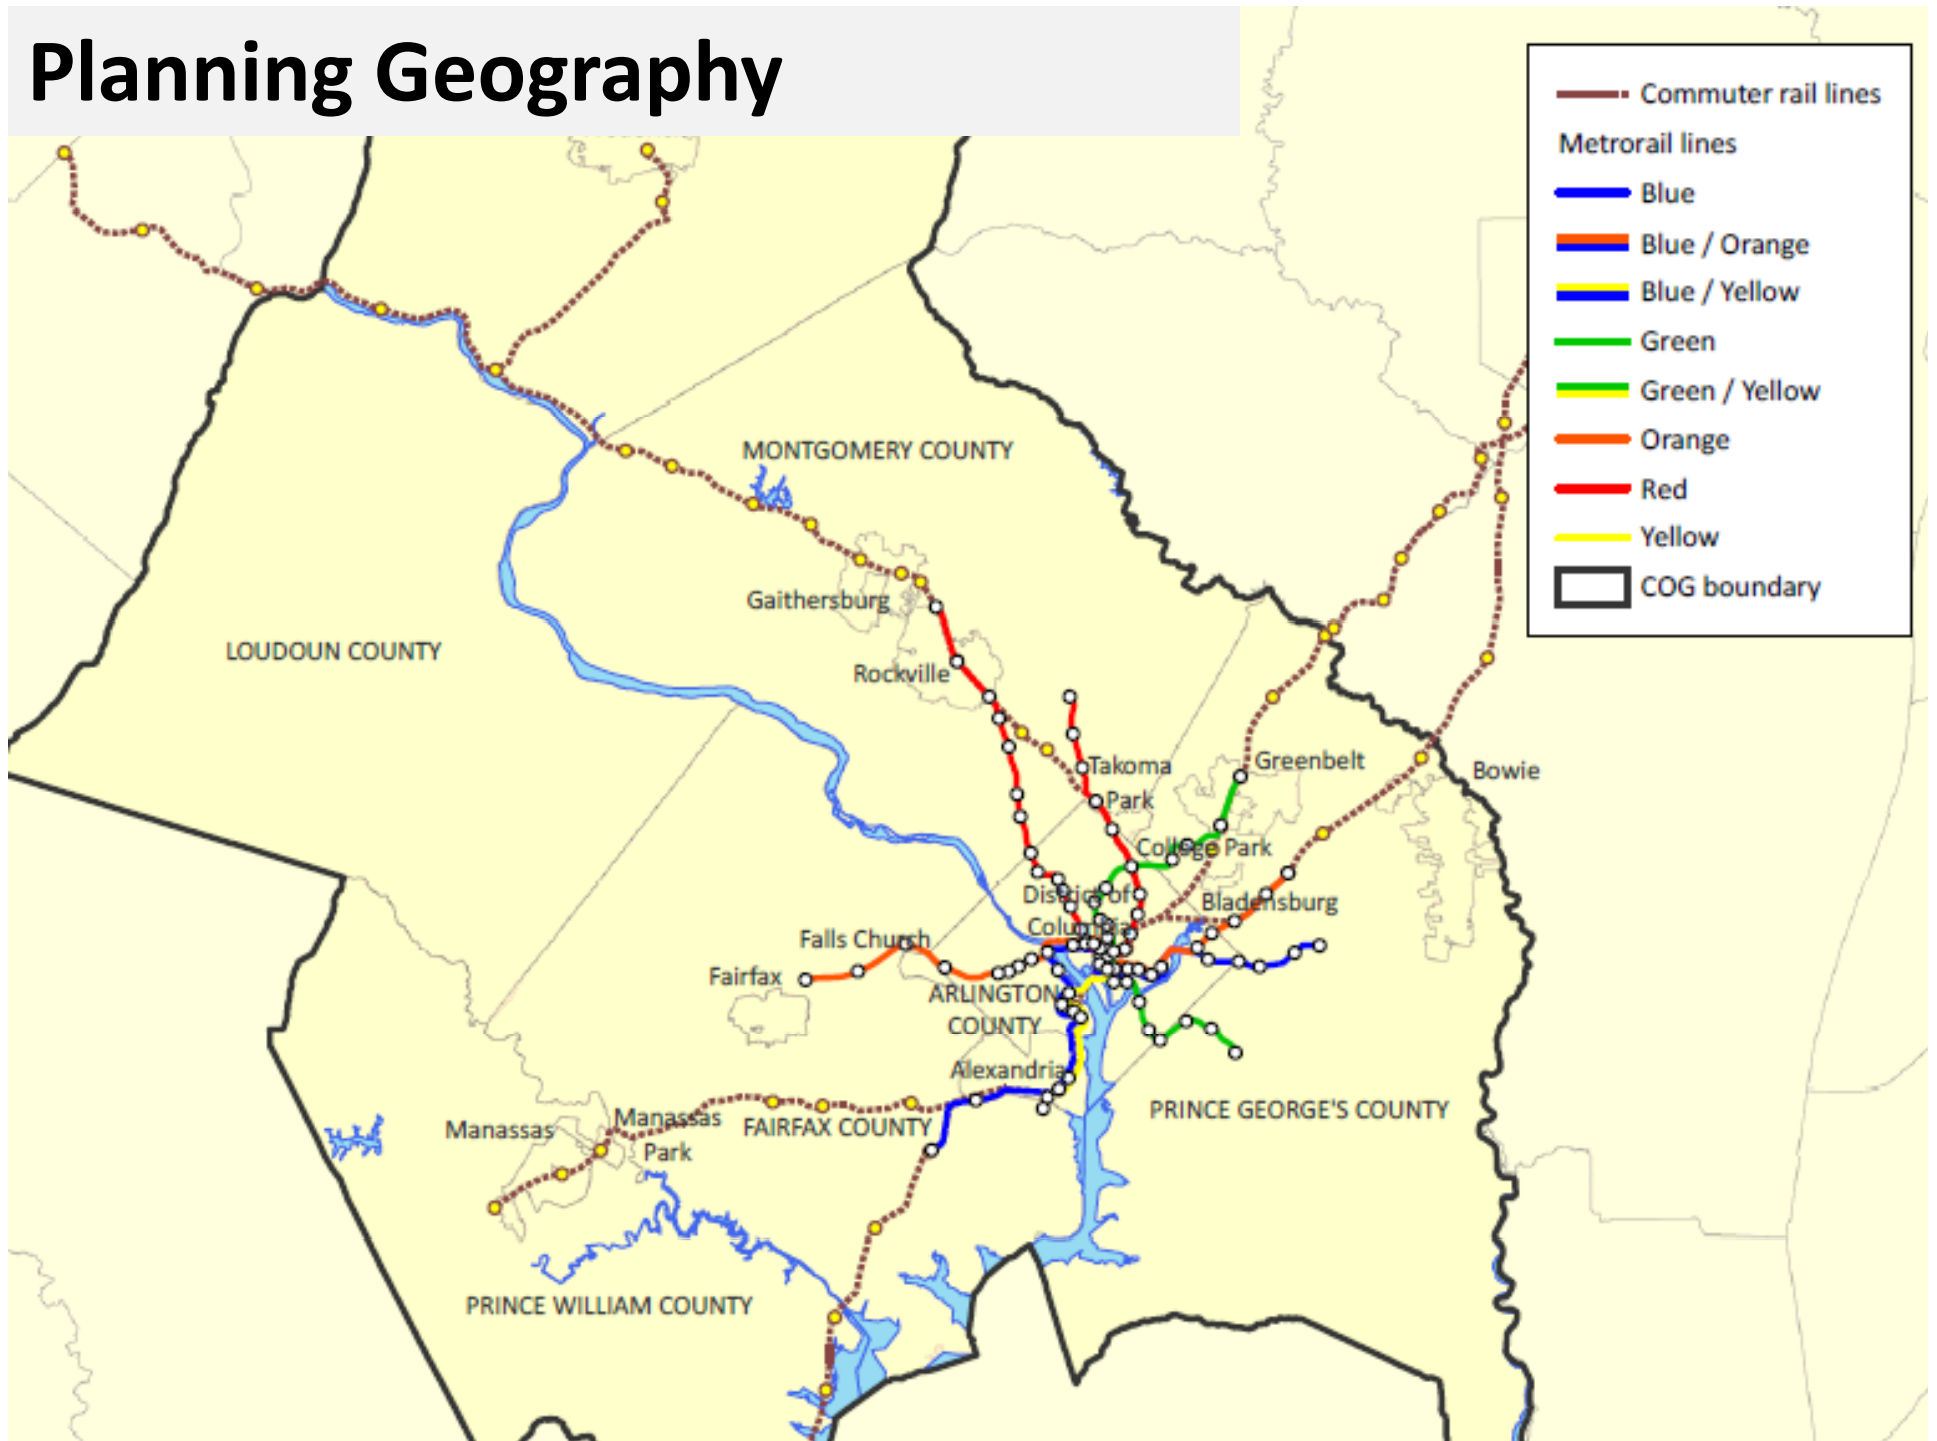 Planning Geography
Commuter rail lines
Metrorail lines
Blue
Blue / Orange
Blue / Yellow
Green
Green / Yellow
Orange
Red
Yellow
COG boundary
MONTGOMERY COUNTY
Gaithersburg
LOUDOUN COUNTY
Rockville
Takoma
Park
Greenbelt
Bowie
College Park
District of
Columbia
Bladensburg
Falls Church
Fairfax
ARLINGTON
COUNTY
Alexandria
PRINCE GEORGE'S COUNTY
Manassas
Manassas
Park
FAIRFAX COUNTY
PRINCE WILLIAM COUNTY